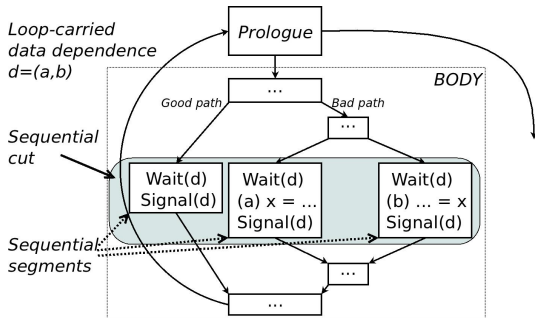 Loop-carried
data dependence
d=(a,b)
Prologue
BODY
...
Good path
Bad path
...
Sequential
cut
Wait(d)
Signal(d)
Wait(d)
(a) x = ...
Signal(d)
Wait(d)
(b) ... = x
Signal(d)
Sequential
segments
...
...